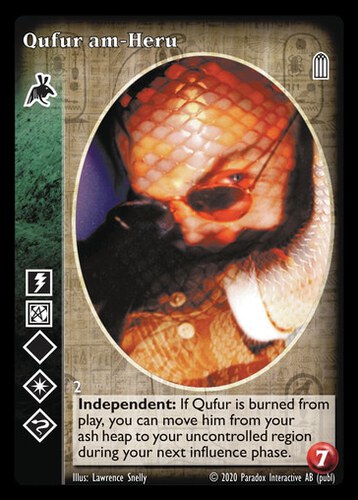 Qufur am-Heru
2
Independent: If Qufur is burned from
play, you can move him from your
ash heap to your uncontrolled region
during your next influence phase.
7
Illus: Lawrence Snelly © 2020 Paradox Interactive AB (publ)